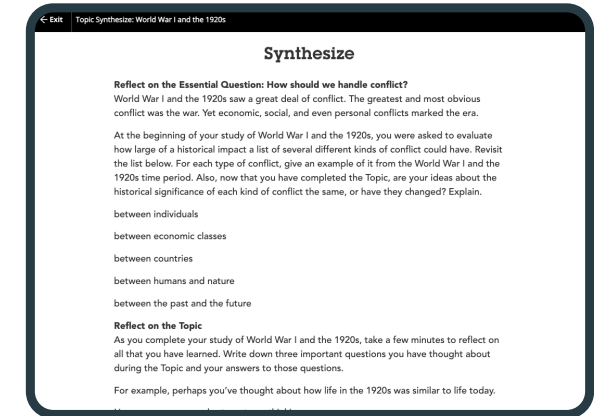 ← Exit Topic Synthesize: World War I and the 1920s
Synthesize
Reflect on the Essential Question: How should we handle conflict?
World War I and the 1920s saw a great deal of conflict. The greatest and most obvious
conflict was the war. Yet economic, social, and even personal conflicts marked the era.
At the beginning of your study of World War I and the 1920s, you were asked to evaluate
how large of a historical impact a list of several different kinds of conflict could have. Revisit
the list below. For each type of conflict, give an example of it from the World War I and the
1920s time period. Also, now that you have completed the Topic, are your ideas about the
historical significance of each kind of conflict the same, or have they changed? Explain.
between individuals
between economic classes
between countries
between humans and nature
between the past and the future
Reflect on the Topic
As you complete your study of World War I and the 1920s, take a few minutes to reflect on
all that you have learned. Write down three important questions you have thought about
during the Topic and your answers to those questions.
For example, perhaps you've thought about how life in the 1920s was similar to life today.